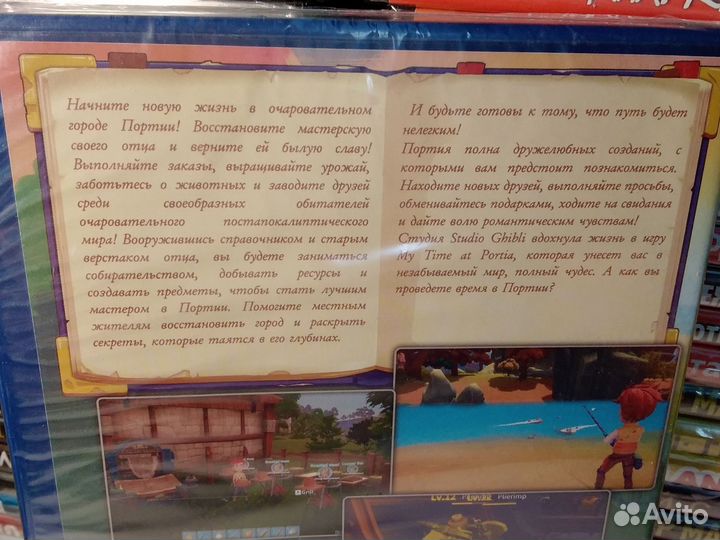 Начните новую жизнь в очаровательном
городе Портии! Восстановите мастерскую
своего отца и верните ей былую славу!
Выполняйте заказы, выращивайте урожай,
заботьтесь о животных и заводите друзей
среди своеобразных обитателей
очаровательного постапокалиптического
мира! Вооружившись справочником и старым
верстаком отца, вы будете заниматься
собирательством, добывать ресурсы и
создавать предметы, чтобы стать лучшим
мастером в Портии. Помогите местным
жителям восстановить город и раскрыть
секреты, которые таятся в его глубинах.
И будьте готовы к тому, что путь будет
нелегким!
Портия полна дружелюбных созданий, с
которыми вам предстоит познакомиться.
Находите новых друзей, выполняйте просьбы,
обменивайтесь подарками, ходите на свидания
и дайте волю романтическим чувствам!
Студия Studio Ghibli вдохнула жизнь в игру
My Time at Portia, которая унесет вас в
незабываемый мир, полный чудес. А как вы
проведете время в Портии?
Grill
Pilerimp
Avito